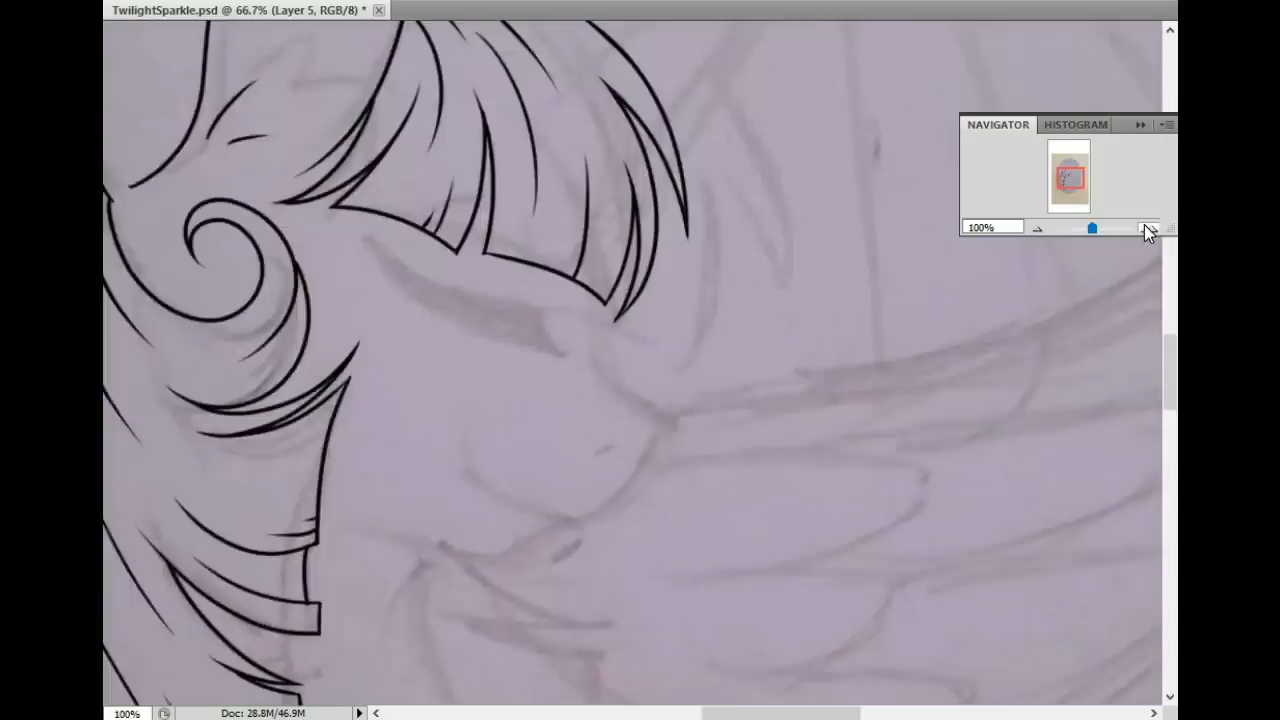 TwilightSparkle.psd @ 66.7% (Layer 5, RGB/8) *
NAVIGATOR HISTOGRAM
100%
100% Doc: 28.8M/46.9M